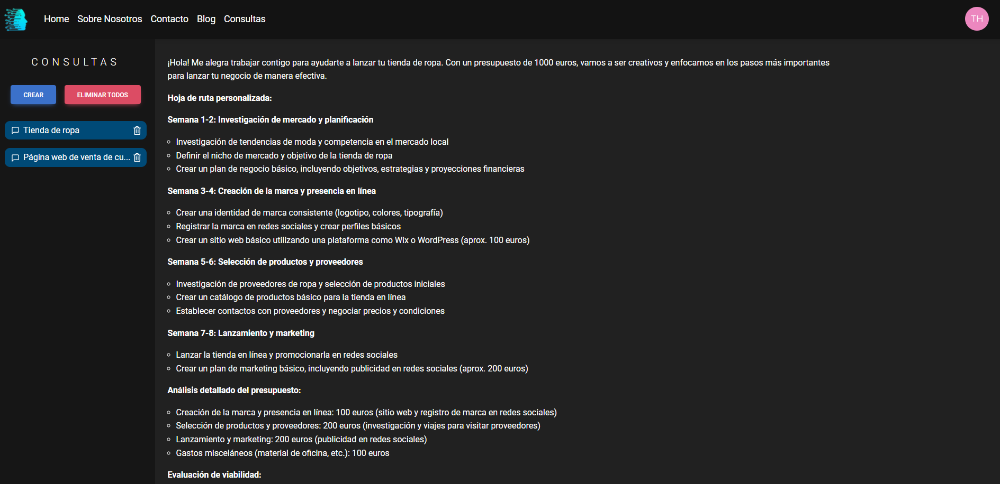 Home Sobre Nosotros Contacto Blog Consultas
TH
CONSULTAS
CREAR
ELIMINAR TODOS
Tienda de ropa
Página web de venta de cu...
¡Hola! Me alegra trabajar contigo para ayudarte a lanzar tu tienda de ropa. Con un presupuesto de 1000 euros, vamos a ser creativos y enfocarnos en los pasos más importantes
para lanzar tu negocio de manera efectiva.
Hoja de ruta personalizada:
Semana 1-2: Investigación de mercado y planificación
Investigación de tendencias de moda y competencia en el mercado local
Definir el nicho de mercado y objetivo de la tienda de ropa
Crear un plan de negocio básico, incluyendo objetivos, estrategias y proyecciones financieras
Semana 3-4: Creación de la marca y presencia en línea
Crear una identidad de marca consistente (logotipo, colores, tipografía)
Registrar la marca en redes sociales y crear perfiles básicos
Crear un sitio web básico utilizando una plataforma como Wix o WordPress (aprox. 100 euros)
Semana 5-6: Selección de productos y proveedores
Investigación de proveedores de ropa y selección de productos iniciales
Crear un catálogo de productos básico para la tienda en línea
Establecer contactos con proveedores y negociar precios y condiciones
Semana 7-8: Lanzamiento y marketing
Lanzar la tienda en línea y promocionarla en redes sociales
Crear un plan de marketing básico, incluyendo publicidad en redes sociales (aprox. 200 euros)
Análisis detallado del presupuesto:
Creación de la marca y presencia en línea: 100 euros (sitio web y registro de marca en redes sociales)
Selección de productos y proveedores: 200 euros (investigación y viajes para visitar proveedores)
Lanzamiento y marketing: 200 euros (publicidad en redes sociales)
Gastos misceláneos (material de oficina, etc.): 100 euros
Evaluación de viabilidad: